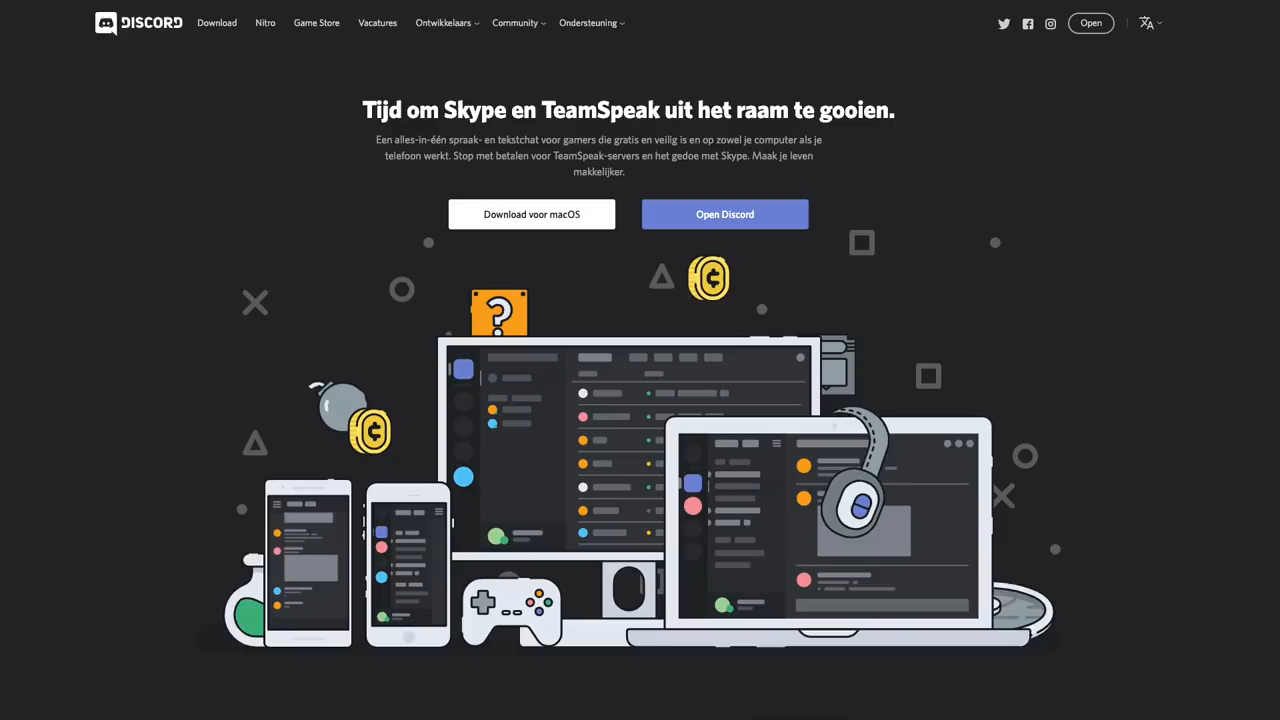 DISCORD Download Nitro Game Store Vacatures Ontwikkelaars Community Ondersteuning Open
Tijd om Skype en TeamSpeak uit het raam te gooien.
Een alles-in-één spraak- en tekstchat voor gamers die gratis en veilig is en op zowel je computer als je
telefoon werkt. Stop met betalen voor TeamSpeak-servers en het gedoe met Skype. Maak je leven
makkelijker.
Download voor macOS Open Discord
?